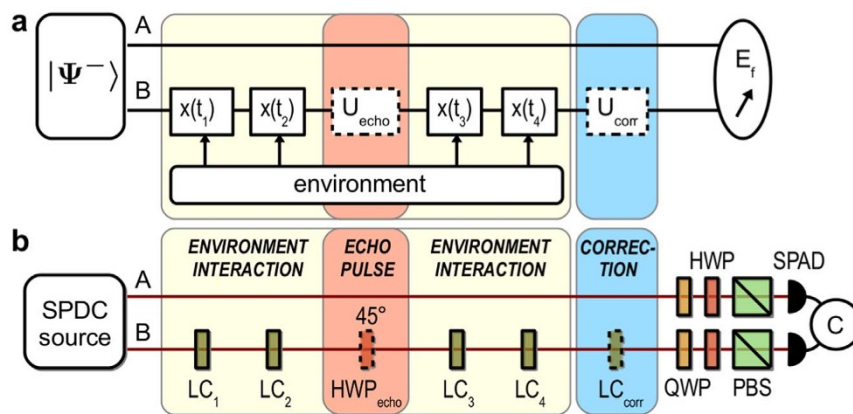 a
A
|Ψ⁻⟩
B
x(t₁)
x(t₂)
U_echo
x(t₃)
x(t₄)
U_corr
E_f
environment
b
ENVIRONMENT INTERACTION
ECHO PULSE
ENVIRONMENT INTERACTION
CORREC-TION
HWP
SPAD
A
SPDC source
B
45°
C
LC₁
LC₂
HWP_echo
LC₃
LC₄
LC_corr
QWP
PBS